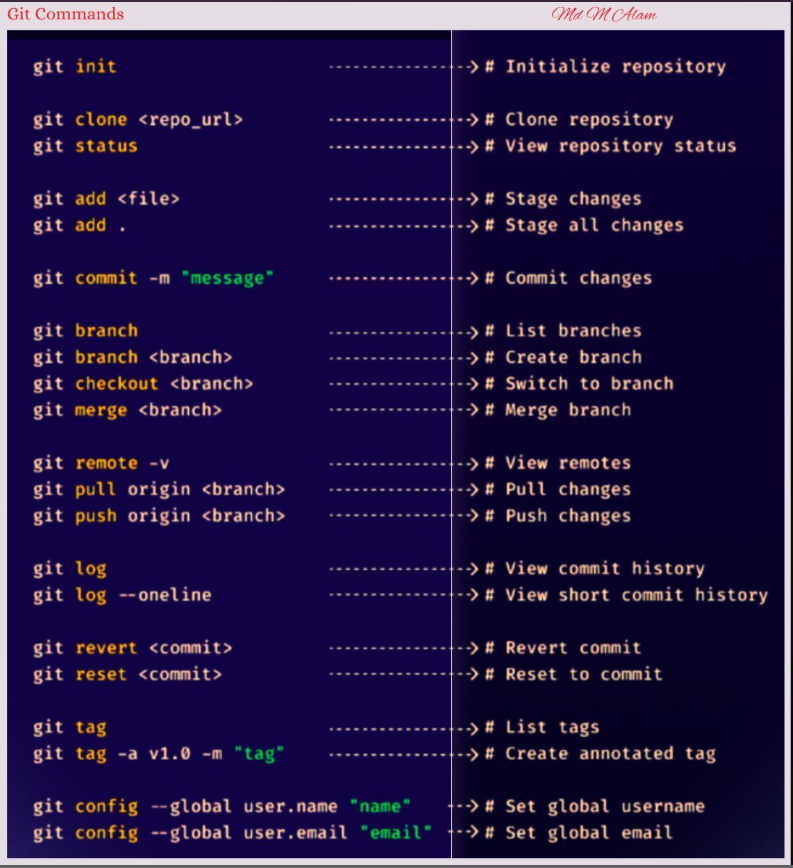 Git Commands
Md M Alam
git init # Initialize repository
git clone <repo_url> # Clone repository
git status # View repository status
git add <file> # Stage changes
git add . # Stage all changes
git commit -m "message" # Commit changes
git branch # List branches
git branch <branch> # Create branch
git checkout <branch> # Switch to branch
git merge <branch> # Merge branch
git remote -v # View remotes
git pull origin <branch> # Pull changes
git push origin <branch> # Push changes
git log # View commit history
git log --oneline # View short commit history
git revert <commit> # Revert commit
git reset <commit> # Reset to commit
git tag # List tags
git tag -a v1.0 -m "tag" # Create annotated tag
git config --global user.name "name" # Set global username
git config --global user.email "email" # Set global email